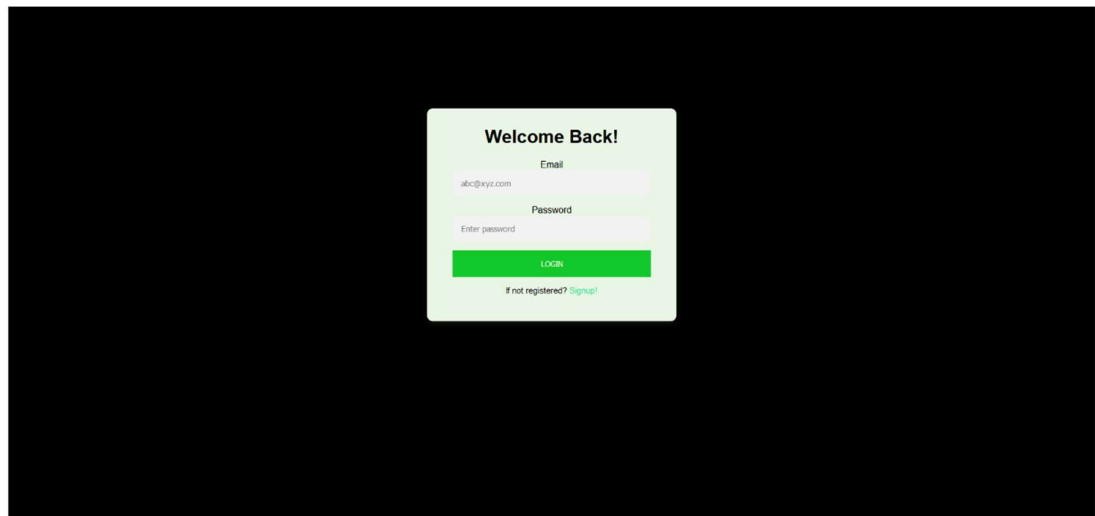 Welcome Back!
Email
abc@xyz.com
Password
Enter password
LOGIN
If not registered? Signup!